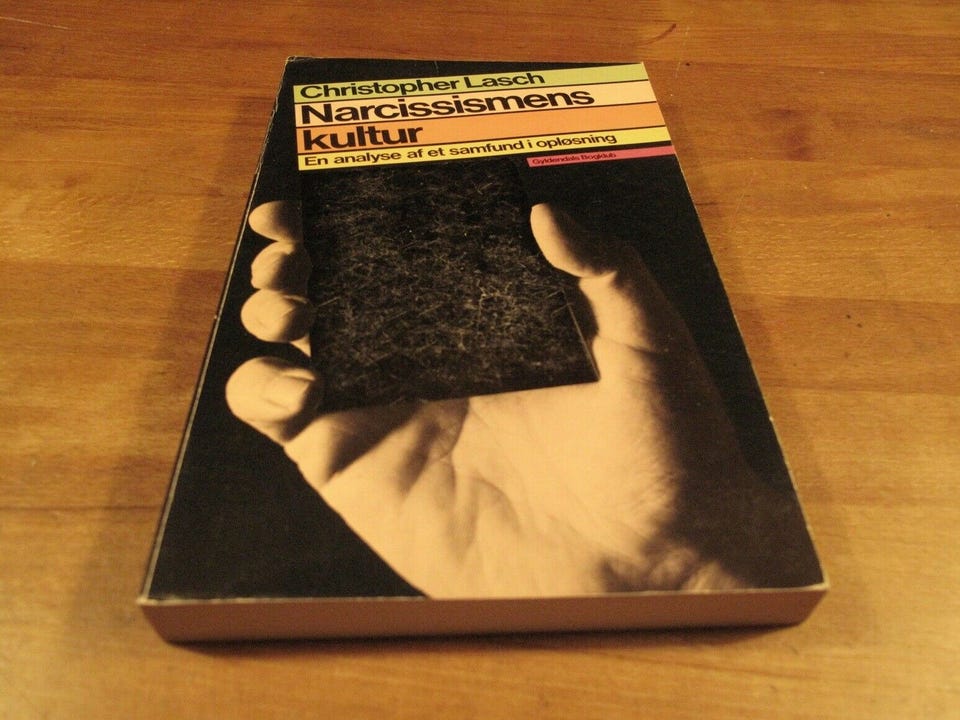 Christopher Lasch
Narcissismens
kultur
En analyse af et samfund i opløsning
Gyldendals Bogklub